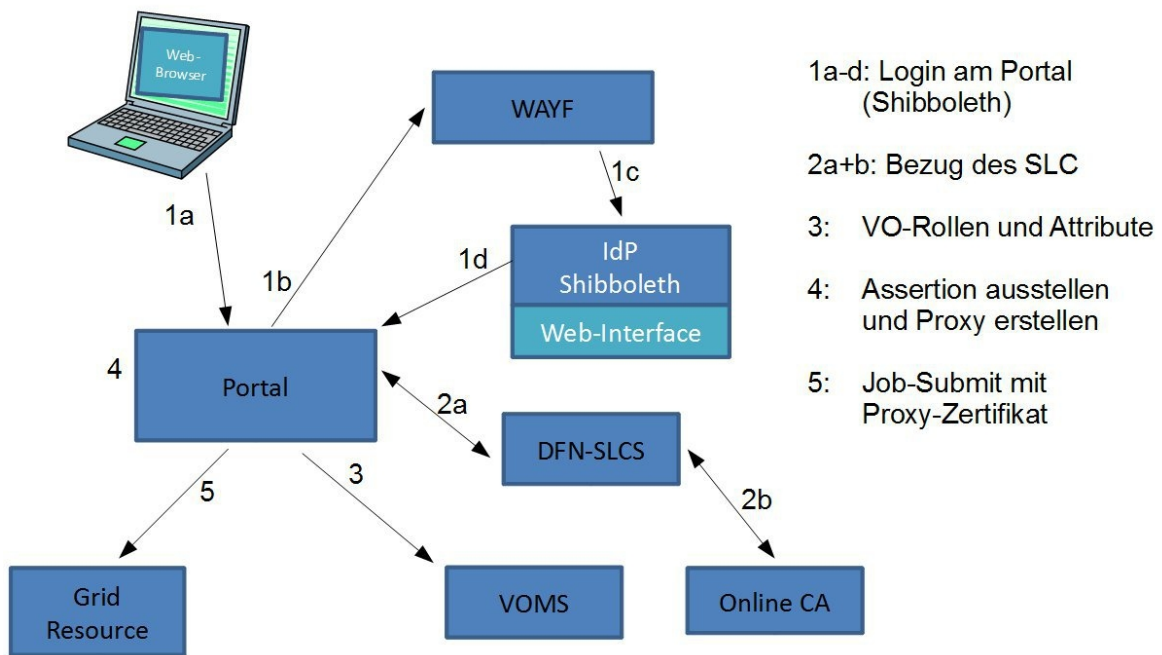 Web-
Browser
WAYF
1a-d: Login am Portal
(Shibboleth)
1c
2a+b: Bezug des SLC
1a
3: VO-Rollen und Attribute
IdP
Shibboleth
1d
1b
Web-Interface
4: Assertion ausstellen
und Proxy erstellen
4
Portal
5: Job-Submit mit
Proxy-Zertifikat
2a
DFN-SLCS
3
5
2b
Grid
Resource
VOMS
Online CA